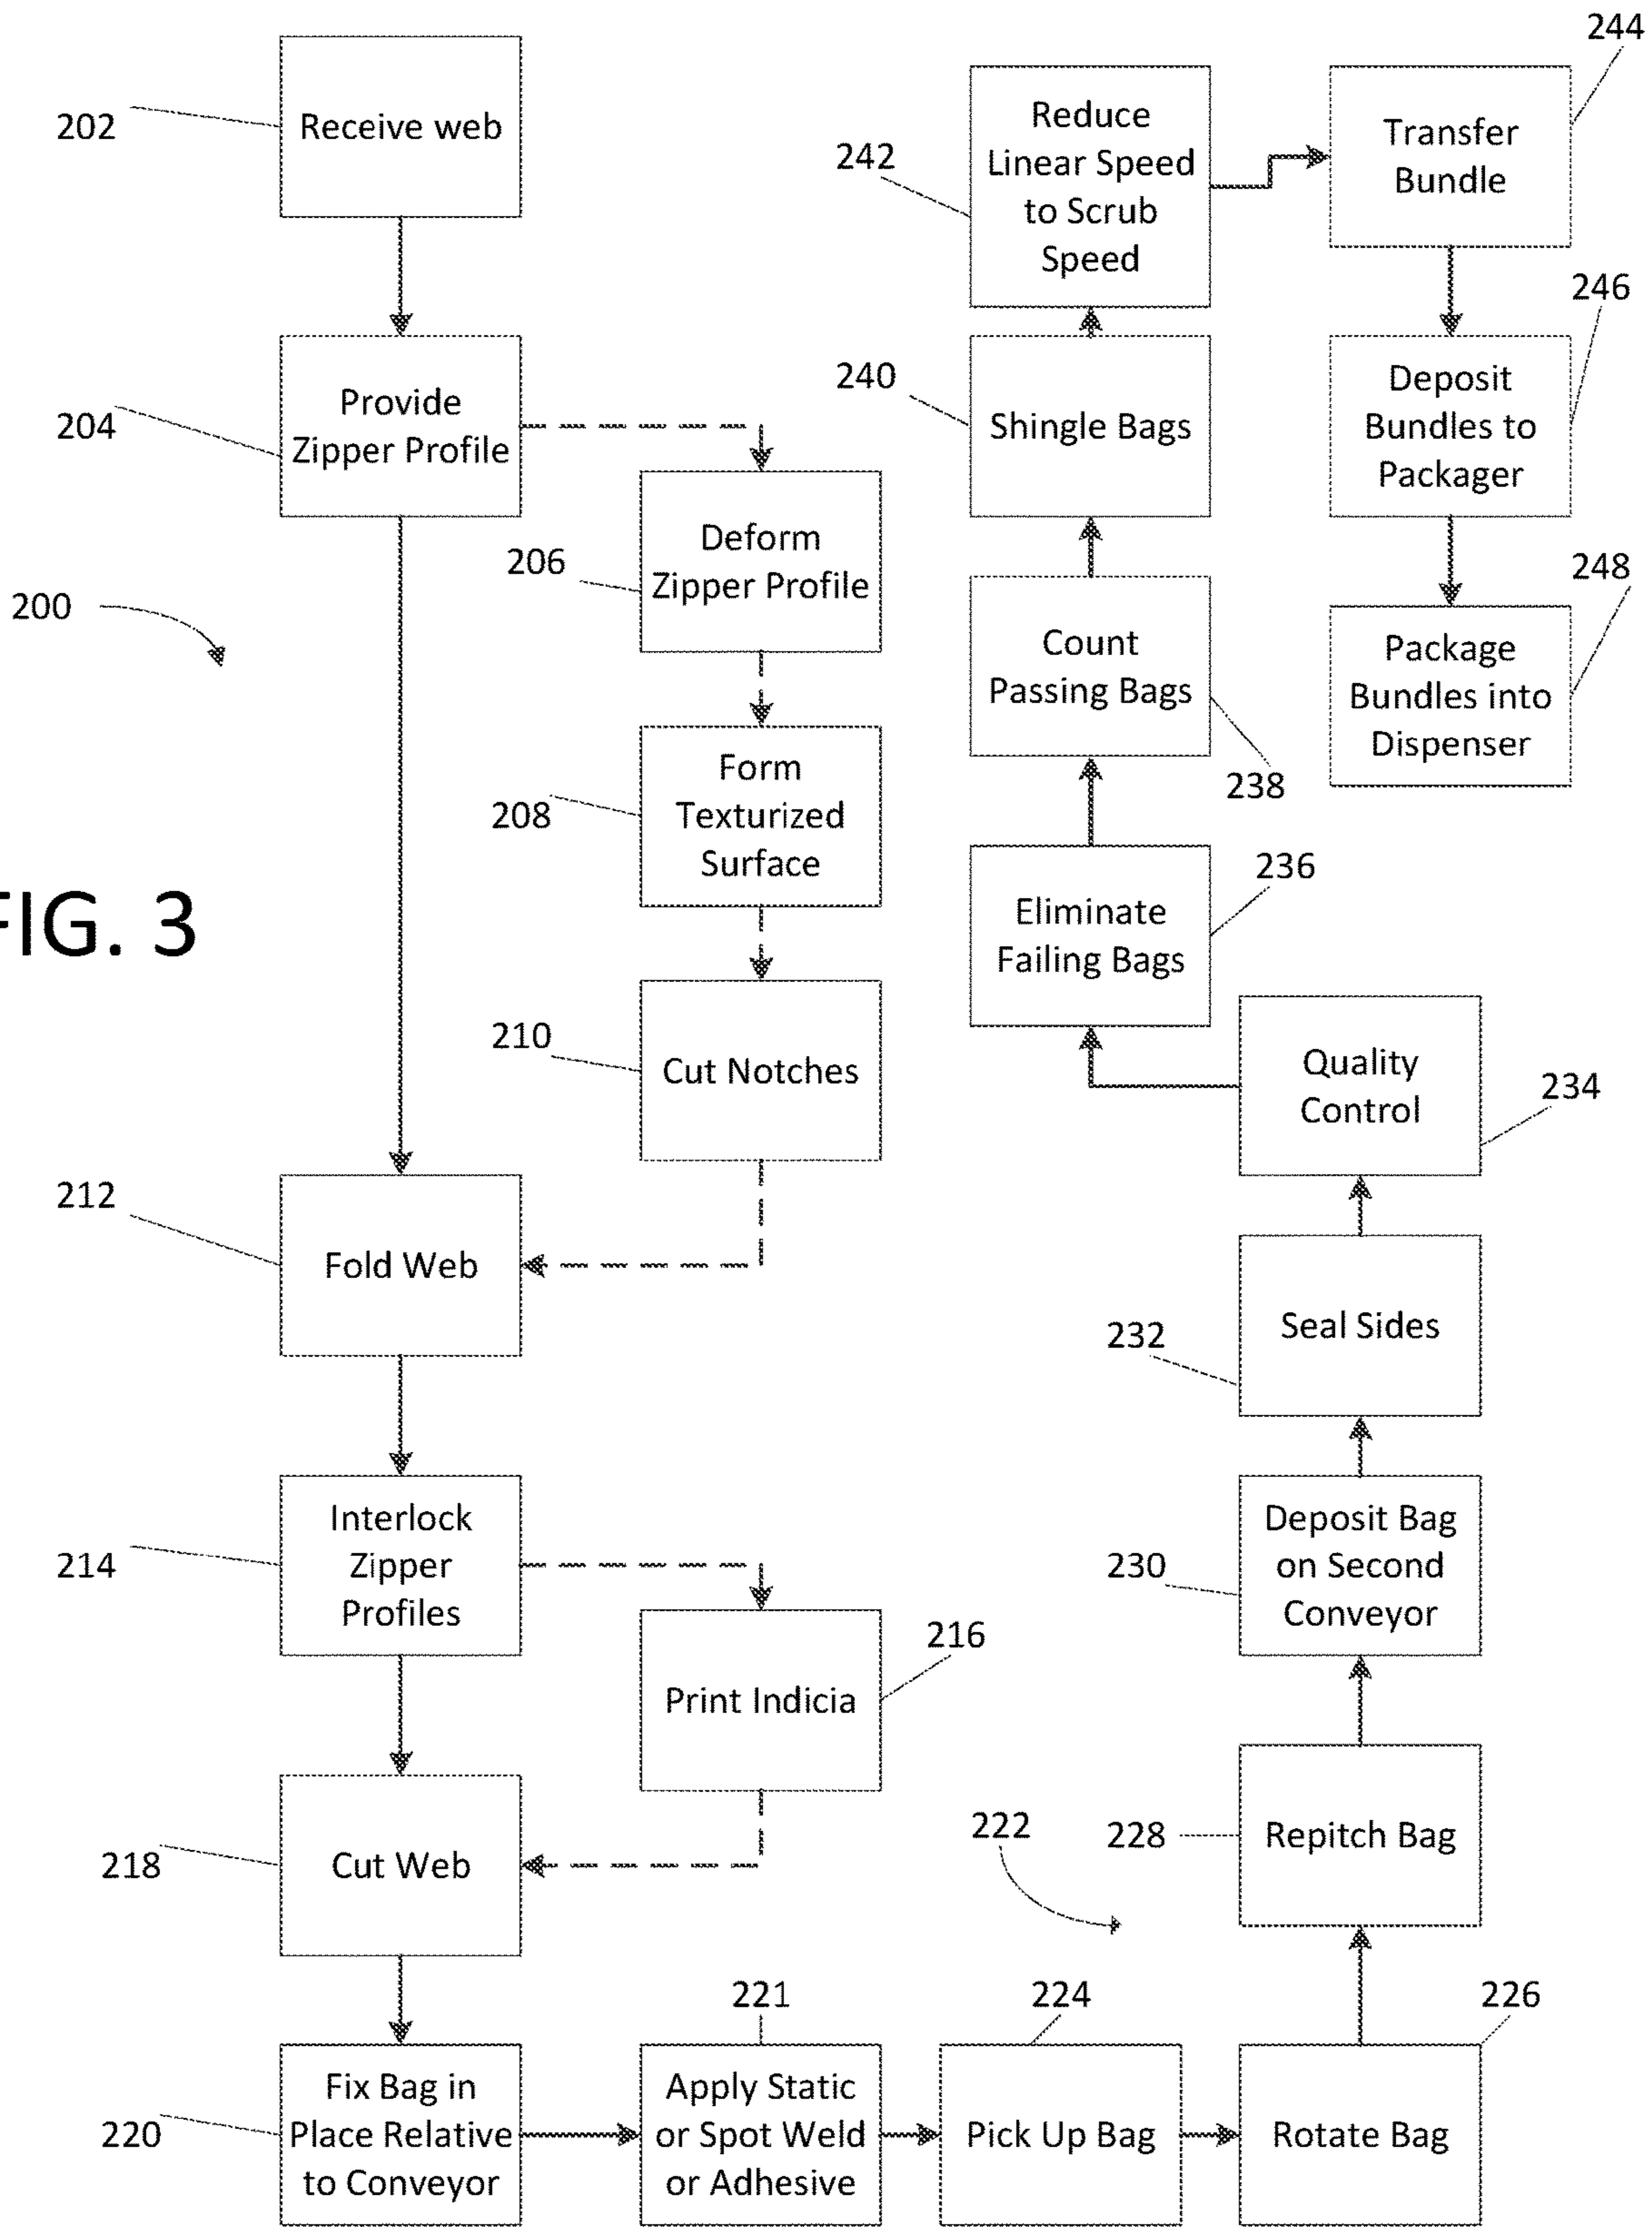 202
Receive web
204
Provide
Zipper Profile
206
Deform
Zipper Profile
200
208
Form
Texturized
Surface
FIG. 3
210
Cut Notches
212
Fold Web
214
Interlock
Zipper
Profiles
216
Print Indicia
218
Cut Web
220
Fix Bag in
Place Relative
to Conveyor
221
Apply Static
or Spot Weld
or Adhesive
224
Pick Up Bag
226
Rotate Bag
222
228
Repitch Bag
230
Deposit Bag
on Second
Conveyor
232
Seal Sides
234
Quality
Control
236
Eliminate
Failing Bags
238
Count
Passing Bags
240
Shingle Bags
242
Reduce
Linear Speed
to Scrub
Speed
244
Transfer
Bundle
246
Deposit
Bundles to
Packager
248
Package
Bundles into
Dispenser